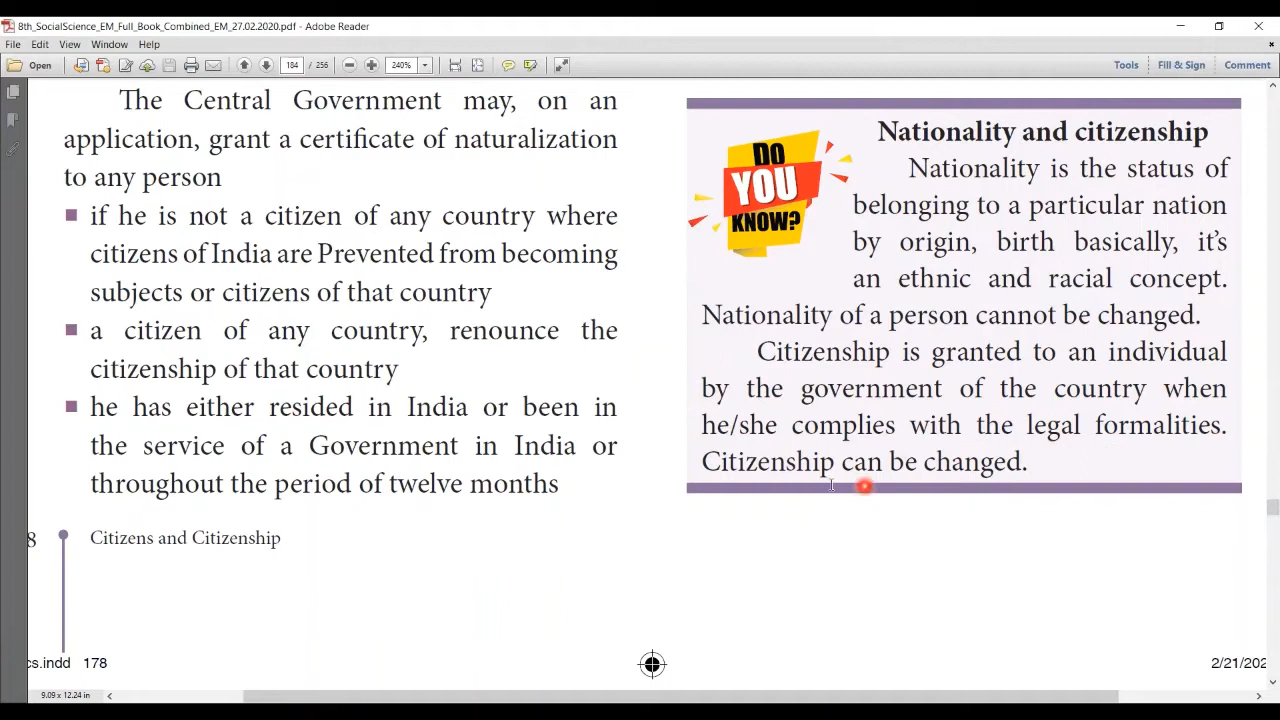 8th_SocialScience_EM_Full_Book_Combined_EM_27.02.2020.pdf - Adobe Reader
File Edit View Window Help
Open 184 / 256 240% Tools Fill & Sign Comment
The Central Government may, on an
application, grant a certificate of naturalization
to any person
if he is not a citizen of any country where
citizens of India are Prevented from becoming
subjects or citizens of that country
a citizen of any country, renounce the
citizenship of that country
he has either resided in India or been in
the service of a Government in India or
throughout the period of twelve months
8 Citizens and Citizenship
DO
YOU
KNOW?
Nationality and citizenship
Nationality is the status of
belonging to a particular nation
by origin, birth basically, it's
an ethnic and racial concept.
Nationality of a person cannot be changed.
Citizenship is granted to an individual
by the government of the country when
he/she complies with the legal formalities.
Citizenship can be changed.
cs.indd 178
2/21/202
9.09 x 12.24 in